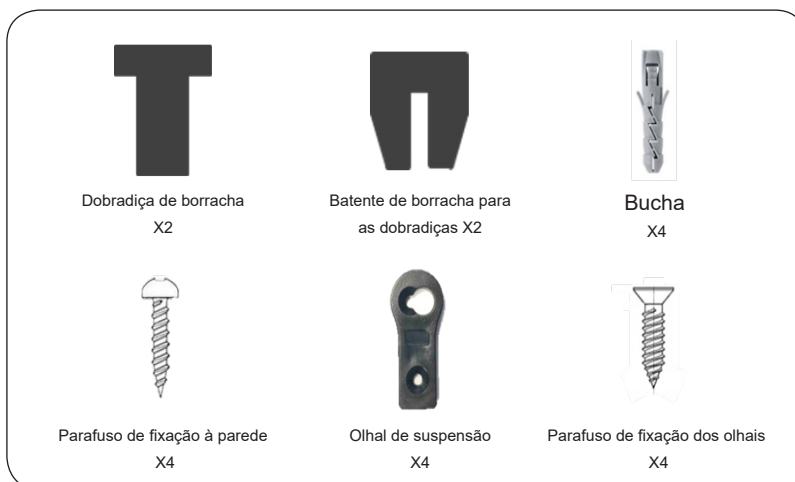 Dobradiça de borracha
X2
Batente de borracha para
as dobradiças X2
Bucha
X4
Parafuso de fixação à parede
X4
Olhal de suspensão
X4
Parafuso de fixação dos olhais
X4